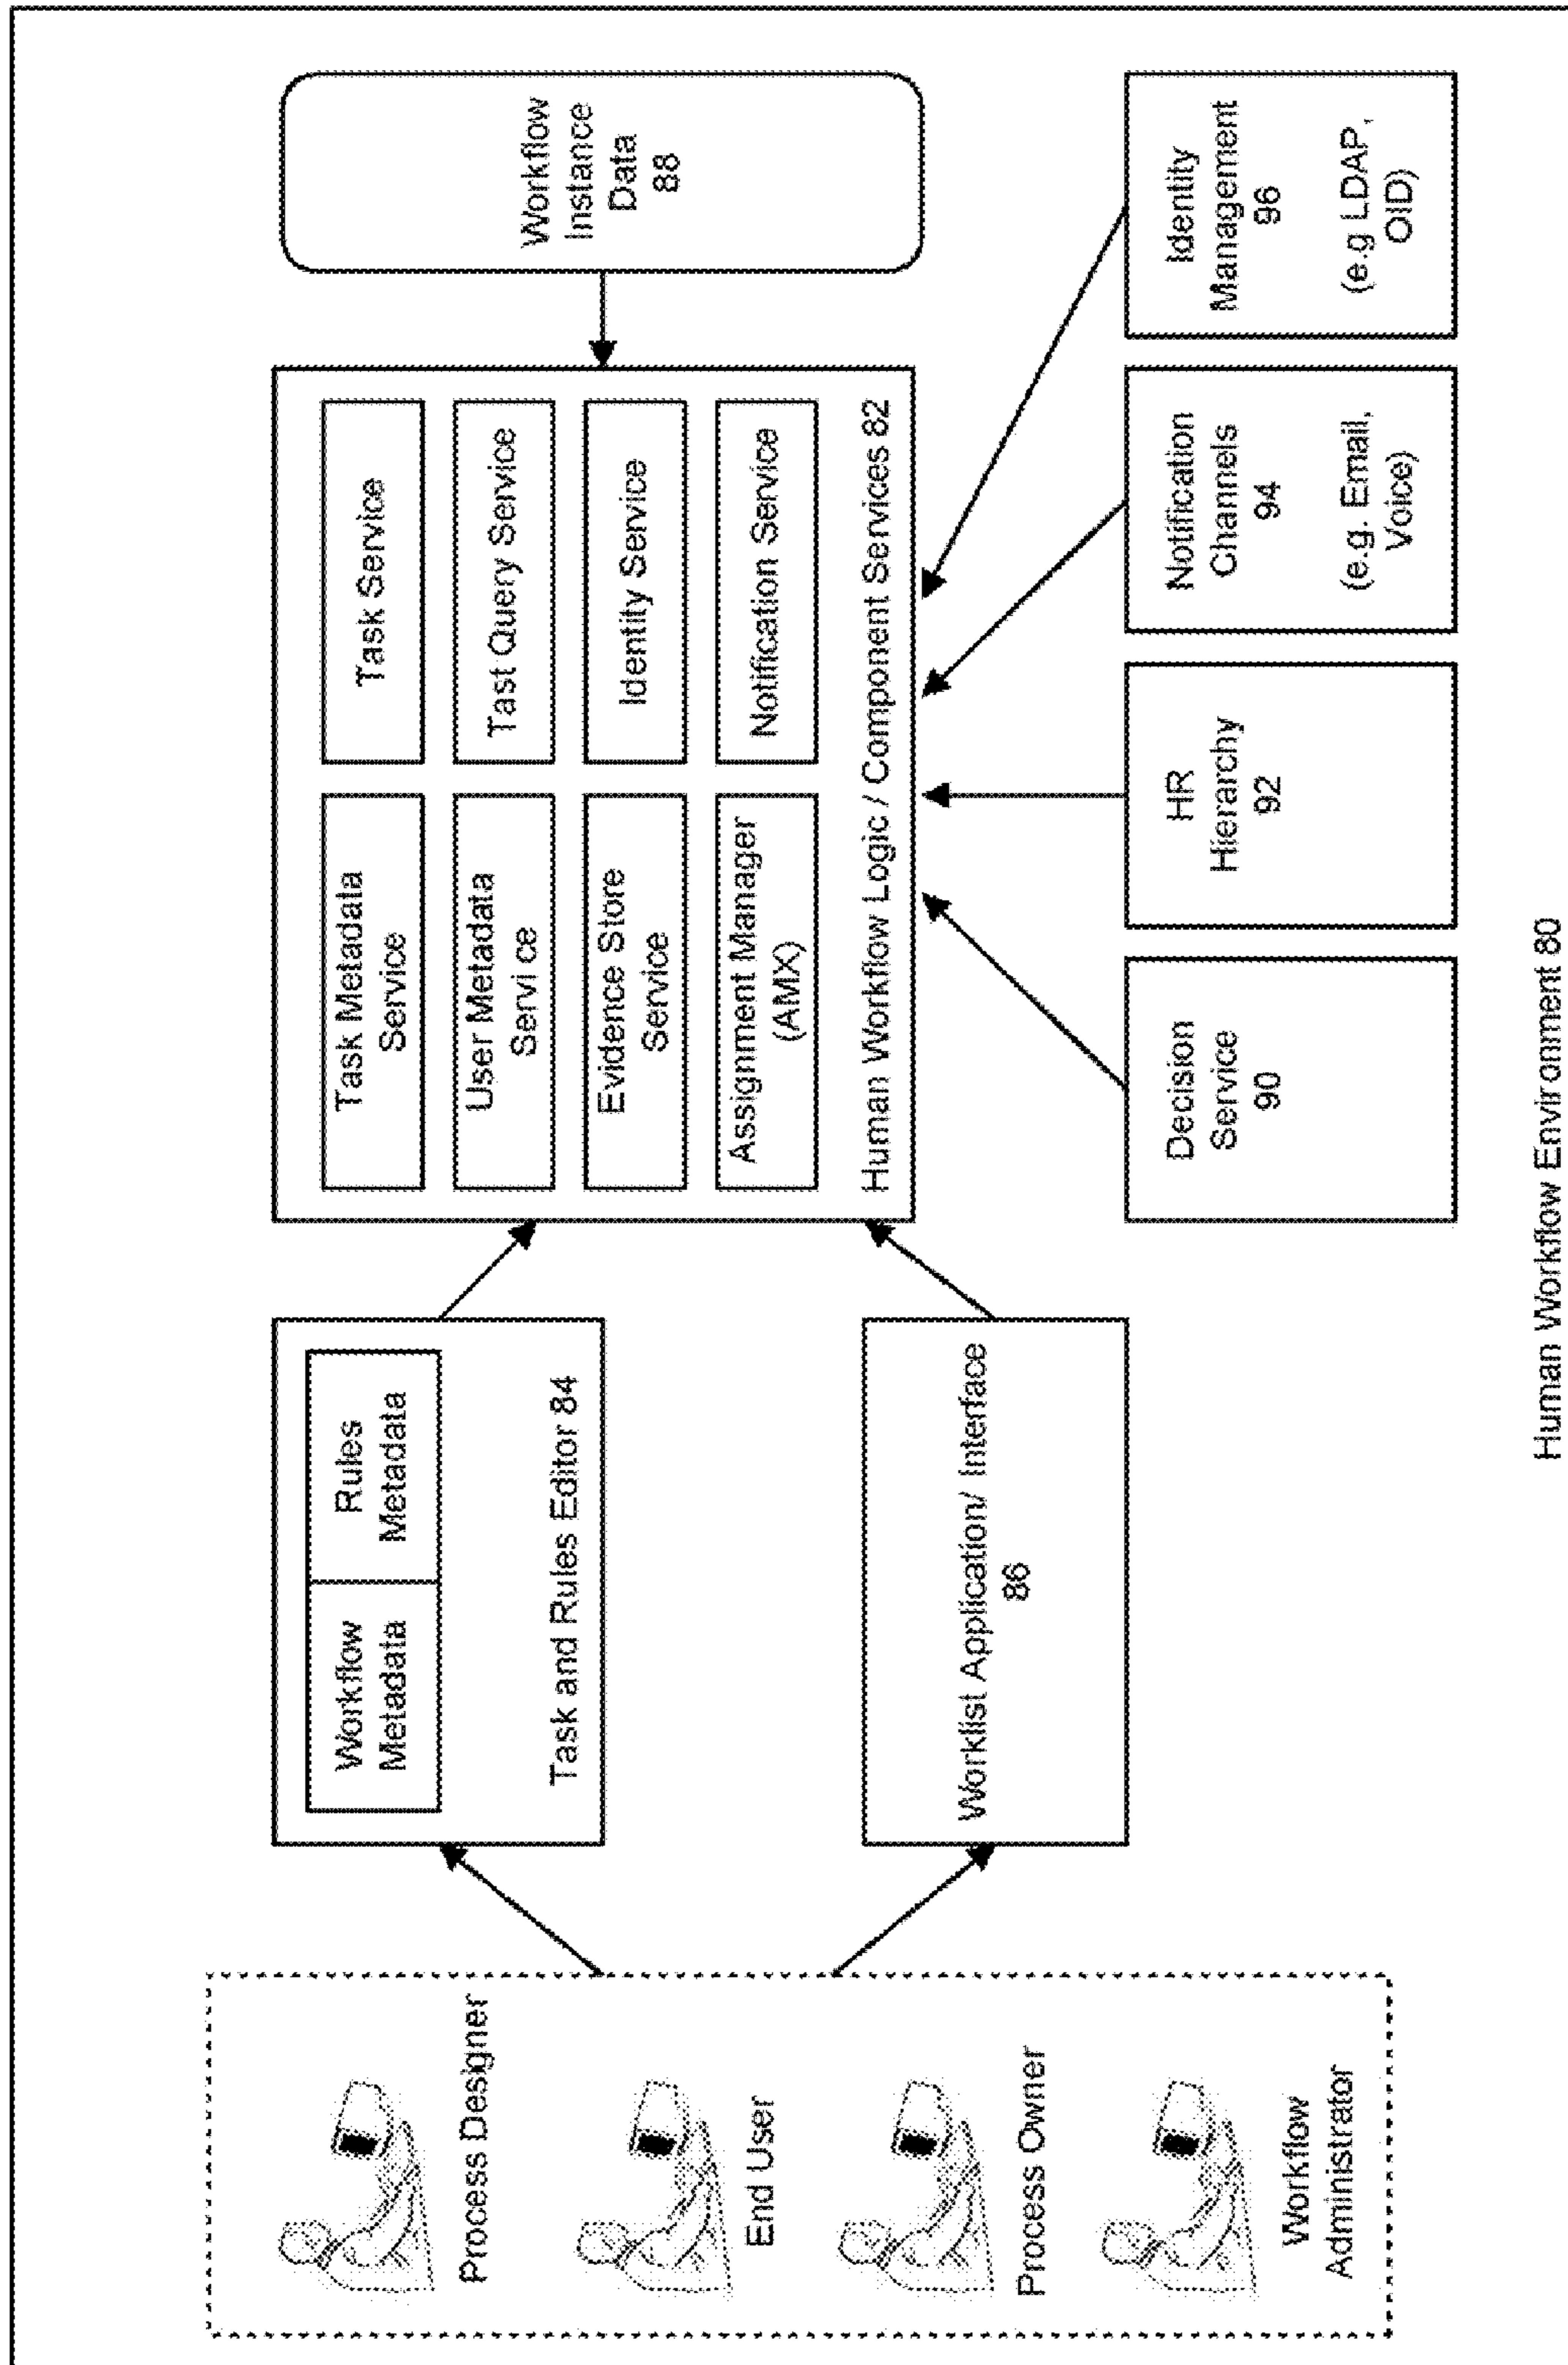 Process Designer
End User
Process Owner
Workflow
Administrator
Workflow
Metadata
Rules
Metadata
Task and Rules Editor 84
Worklist Application/ Interface
86
Task Metadata
Service
Task Service
User Metadata
Servi ce
Tast Query Service
Evidence Store
Service
Identity Service
Assignment Manager
(AMX)
Notification Service
Human Workflow Logic / Component Services 82
Workflow
Instance
Data
88
Decision
Service
90
HR
Hierarchy
92
Notification
Channels
94
(e.g. Email,
Voice)
Identity
Management
96
(e.g LDAP,
OID)
Human Workflow Environment 80